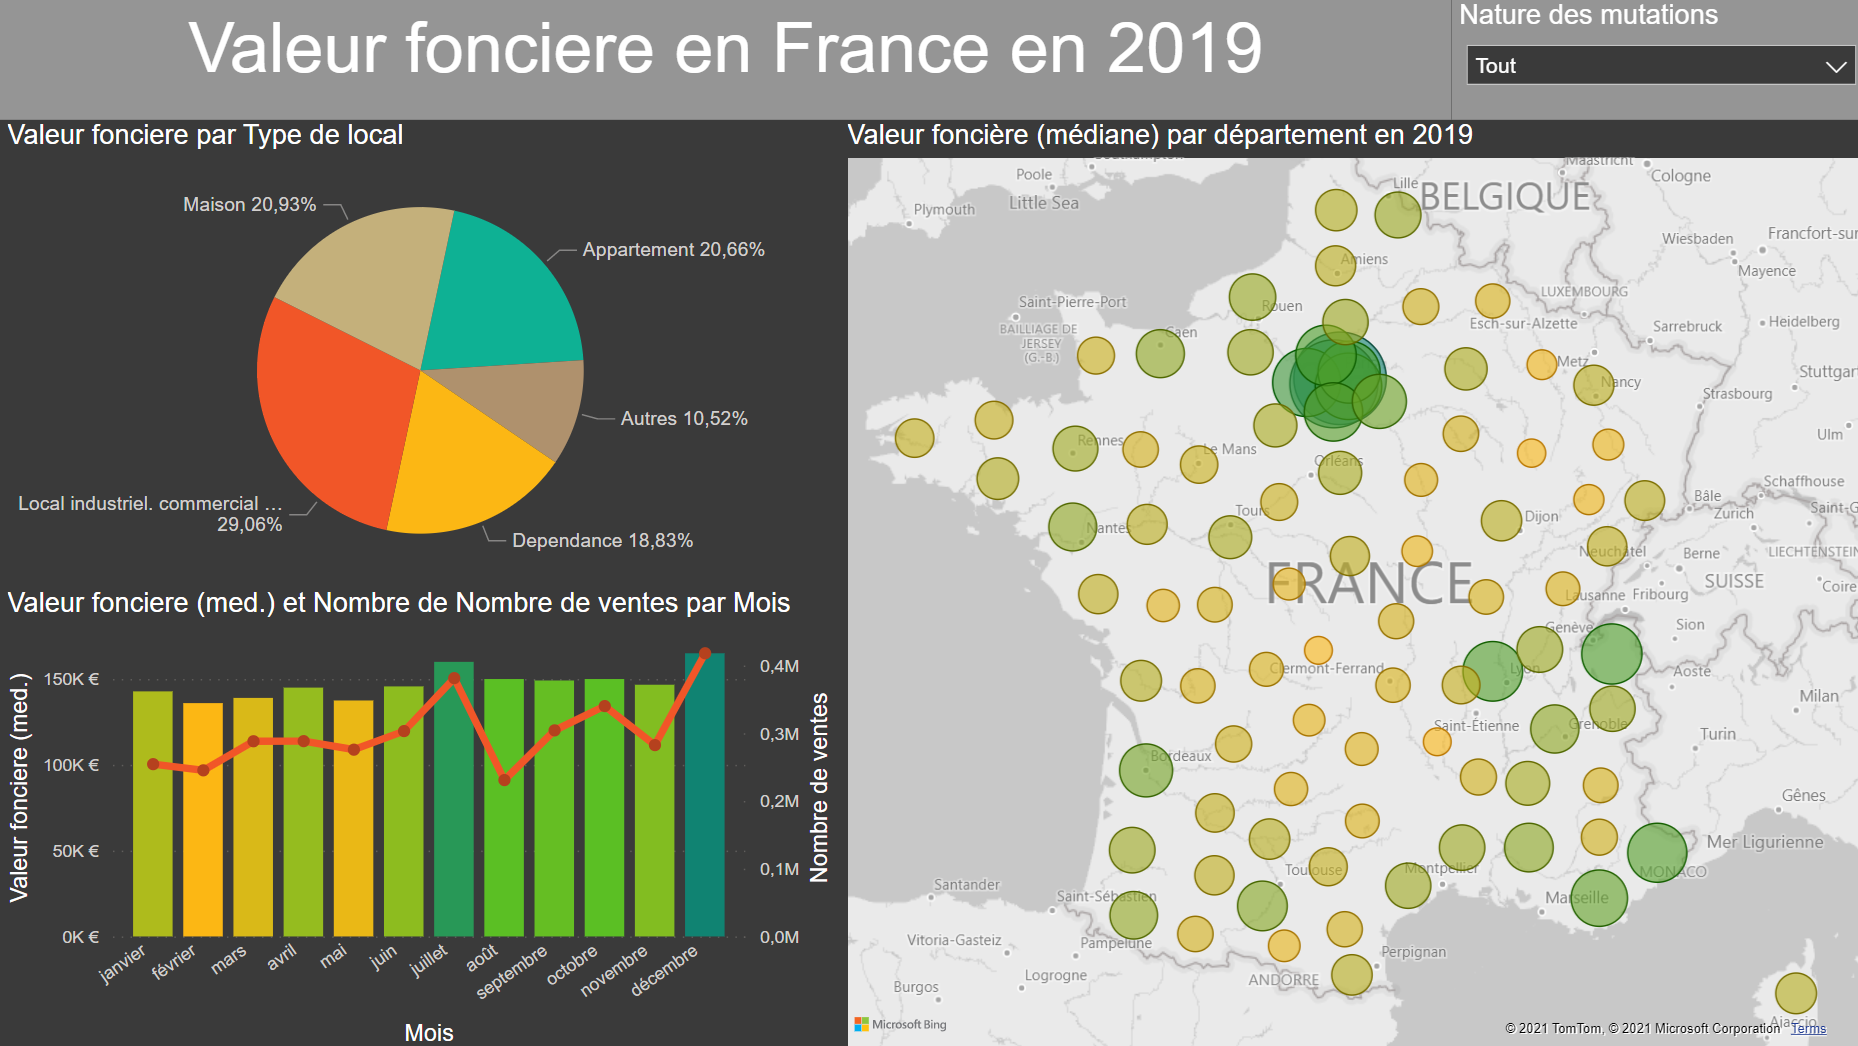 Valeur fonciere en France en 2019
Nature des mutations
Tout
Valeur fonciere par Type de local
Maison 20,93%
Appartement 20,66%
Autres 10,52%
Local industriel. commercial …
29,06%
Dependance 18,83%
Valeur fonciere (med.) et Nombre de Nombre de ventes par Mois
Valeur fonciere (med.)
150K €
100K €
50K €
0K €
0,4M
0,3M
0,2M
0,1M
0,0M
Nombre de ventes
janvier
février
mars
avril
mai
juin
juillet
août
septembre
octobre
novembre
décembre
Mois
Valeur foncière (médiane) par département en 2019
Maastricht
Poole
Cologne
Lille
BELGIQUE
Little Sea
Plymouth
Francfort-sur
Wiesbaden
Amiens
Mayence
LUXEMBOURG
Saint-Pierre-Port
Rouen
BAILLIAGE DE
JERSEY
(G.-B.)
Esch-sur-Alzette
Heidelberg
Sarrebruck
Caen
Metz
Stuttgar
Nancy
Strasbourg
Ulm
Rennes
Le Mans
Orléans
Schaffhouse
Bâle
Saint-G
Zurich
Tours
Dijon
Nantes
Neuchâtel
Berne
LIECHTENSTEIN
FRANCE
SUISSE
Coire
Lausanne
Fribourg
Sion
Genève
Clermont-Ferrand
Lyon
Aoste
Milan
Saint-Étienne
Grenoble
Turin
Bordeaux
Gênes
Mer Ligurienne
Toulouse
Montpellier
MONACO
Santander
Saint-Sébastien
Marseille
Vitoria-Gasteiz
Pampelune
Perpignan
Logrogne
ANDORRE
Burgos
Ajaccio
Microsoft Bing
© 2021 TomTom, © 2021 Microsoft Corporation Terms